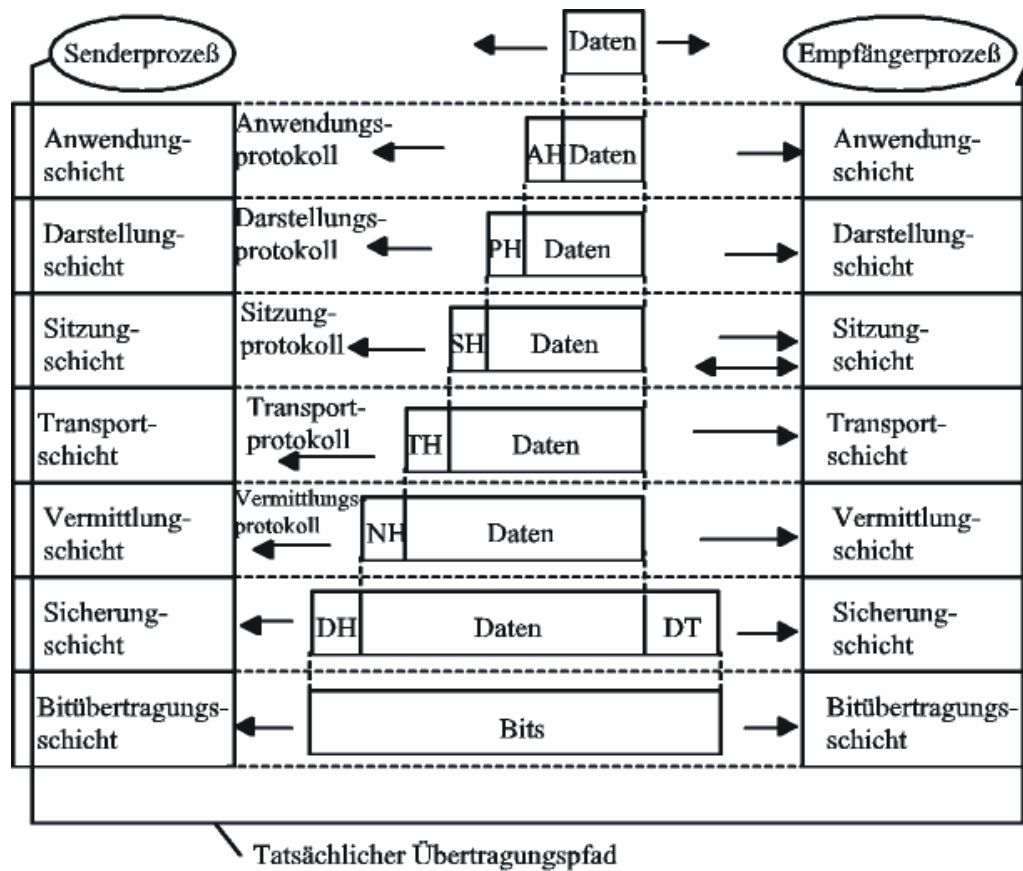 Senderprozeß
Daten
Empfängerprozeß
Anwendung-
schicht
Anwendungs-
protokoll
AH Daten
Anwendung-
schicht
Darstellung-
schicht
Darstellungs-
protokoll
PH Daten
Darstellung-
schicht
Sitzung-
schicht
Sitzung-
protokoll
SH Daten
Sitzung-
schicht
Transport-
schicht
Transport-
protokoll
TH Daten
Transport-
schicht
Vermittlung-
schicht
Vermittlungs-
protokoll
NH Daten
Vermittlung-
schicht
Sicherung-
schicht
DH Daten DT
Sicherung-
schicht
Bitübertragungs-
schicht
Bits
Bitübertragungs-
schicht
Tatsächlicher Übertragungspfad